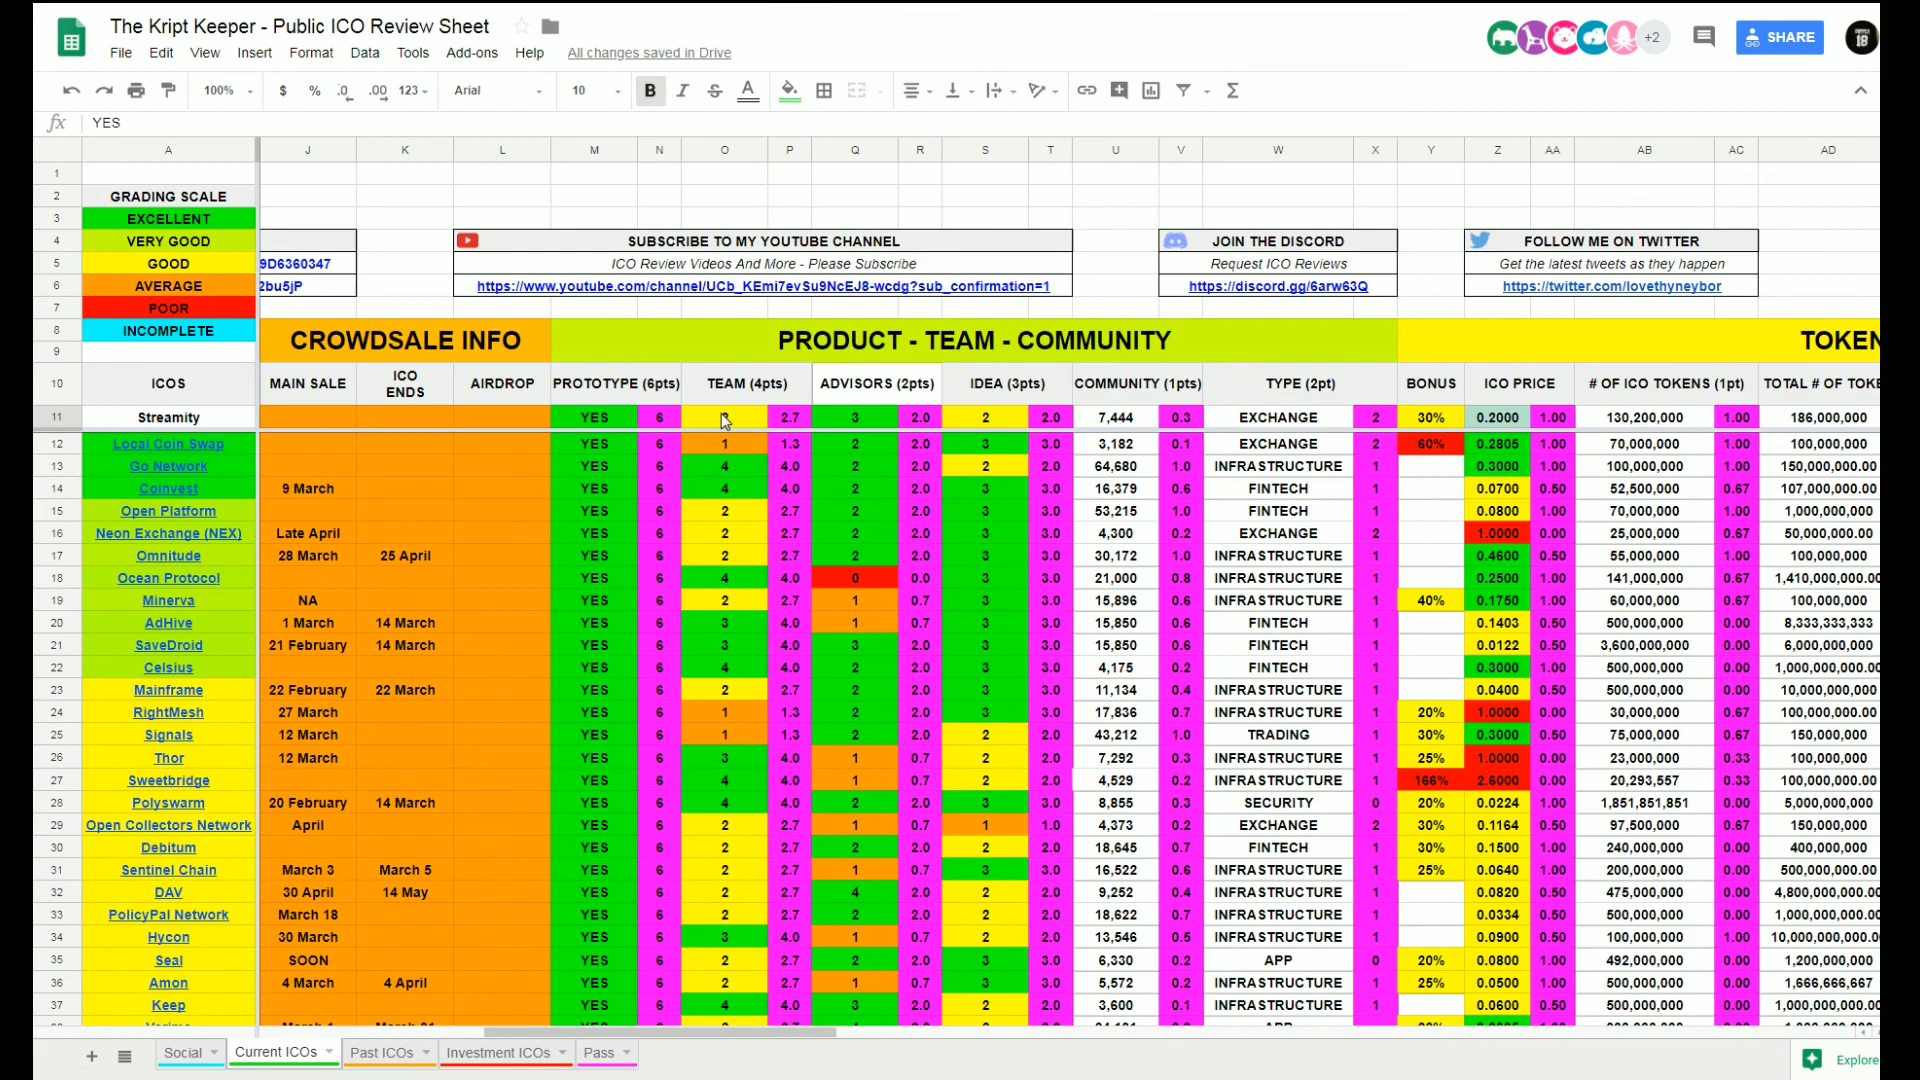 The Kript Keeper - Public ICO Review Sheet
+2
SHARE
18
File Edit View Insert Format Data Tools Add-ons Help All changes saved in Drive
100% $ % .0 .00 123 Arial 10 B I S A
fx YES
A J K L M N O P Q R S T U V W X Y Z AA AB AC AD
1
2 GRADING SCALE
3 EXCELLENT
4 VERY GOOD SUBSCRIBE TO MY YOUTUBE CHANNEL JOIN THE DISCORD FOLLOW ME ON TWITTER
5 GOOD 9D6360347 ICO Review Videos And More - Please Subscribe Request ICO Reviews Get the latest tweets as they happen
6 AVERAGE 2bu5jP https://www.youtube.com/channel/UCb_KEmi7evSu9NcEJ8-wcdg?sub_confirmation=1 https://discord.gg/6arw63Q https://twitter.com/lovethyneybor
7 POOR
8 INCOMPLETE CROWDSALE INFO PRODUCT - TEAM - COMMUNITY TOKEN
9
10 ICOS MAIN SALE ICO ENDS AIRDROP PROTOTYPE (6pts) TEAM (4pts) ADVISORS (2pts) IDEA (3pts) COMMUNITY (1pts) TYPE (2pt) BONUS ICO PRICE # OF ICO TOKENS (1pt) TOTAL # OF TOKE
11 Streamity YES 6 2.7 3 2.0 2 2.0 7,444 0.3 EXCHANGE 2 30% 0.2000 1.00 130,200,000 1.00 186,000,000
12 Local Coin Swap YES 6 1 1.3 2 2.0 3 3.0 3,182 0.1 EXCHANGE 2 60% 0.2805 1.00 70,000,000 1.00 100,000,000
13 Go Network YES 6 4 4.0 2 2.0 2 2.0 64,680 1.0 INFRASTRUCTURE 1 0.3000 1.00 100,000,000 1.00 150,000,000.00
14 Coinvest 9 March YES 6 4 4.0 2 2.0 3 3.0 16,379 0.6 FINTECH 1 0.0700 0.50 52,500,000 0.67 107,000,000.00
15 Open Platform YES 6 2 2.7 2 2.0 3 3.0 53,215 1.0 FINTECH 1 0.0800 1.00 70,000,000 1.00 1,000,000,000
16 Neon Exchange (NEX) Late April YES 6 2 2.7 2 2.0 3 3.0 4,300 0.2 EXCHANGE 2 1.0000 0.00 25,000,000 0.67 50,000,000.00
17 Omnitude 28 March 25 April YES 6 2 2.7 2 2.0 3 3.0 30,172 1.0 INFRASTRUCTURE 1 0.4600 0.50 55,000,000 1.00 100,000,000
18 Ocean Protocol YES 6 4 4.0 0 0.0 3 3.0 21,000 0.8 INFRASTRUCTURE 1 0.2500 1.00 141,000,000 0.67 1,410,000,000.00
19 Minerva NA YES 6 2 2.7 1 0.7 3 3.0 15,896 0.6 INFRASTRUCTURE 1 40% 0.1750 1.00 60,000,000 0.67 100,000,000
20 AdHive 1 March 14 March YES 6 3 4.0 1 0.7 3 3.0 15,850 0.6 FINTECH 1 0.1403 0.50 500,000,000 0.00 8,333,333,333
21 SaveDroid 21 February 14 March YES 6 3 4.0 3 2.0 3 3.0 15,850 0.6 FINTECH 1 0.0122 0.50 3,600,000,000 0.00 6,000,000,000
22 Celsius YES 6 4 4.0 2 2.0 3 3.0 4,175 0.2 FINTECH 1 0.3000 1.00 500,000,000 0.00 1,000,000,000.00
23 Mainframe 22 February 22 March YES 6 2 2.7 2 2.0 3 3.0 11,134 0.4 INFRASTRUCTURE 1 0.0400 0.50 500,000,000 0.00 10,000,000,000
24 RightMesh 27 March YES 6 1 1.3 2 2.0 3 3.0 17,836 0.7 INFRASTRUCTURE 1 20% 1.0000 0.00 30,000,000 0.67 100,000,000.00
25 Signals 12 March YES 6 1 1.3 2 2.0 2 2.0 43,212 1.0 TRADING 1 30% 0.3000 1.00 75,000,000 0.67 150,000,000
26 Thor 12 March YES 6 3 4.0 1 0.7 2 2.0 7,292 0.3 INFRASTRUCTURE 1 25% 1.0000 0.00 23,000,000 0.33 100,000,000
27 Sweetbridge YES 6 4 4.0 1 0.7 2 2.0 4,529 0.2 INFRASTRUCTURE 1 166% 2.6000 0.00 20,293,557 0.33 100,000,000.00
28 Polyswarm 20 February 14 March YES 6 4 4.0 2 2.0 3 3.0 8,855 0.3 SECURITY 0 20% 0.0224 1.00 1,851,851,851 0.00 5,000,000,000
29 Open Collectors Network April YES 6 2 2.7 1 0.7 1 1.0 4,373 0.2 EXCHANGE 2 30% 0.1164 0.50 97,500,000 0.67 150,000,000
30 Debitum YES 6 2 2.7 2 2.0 2 2.0 18,645 0.7 FINTECH 1 30% 0.1500 1.00 240,000,000 0.00 400,000,000
31 Sentinel Chain March 3 March 5 YES 6 2 2.7 1 0.7 3 3.0 16,522 0.6 INFRASTRUCTURE 1 25% 0.0640 1.00 200,000,000 0.00 500,000,000.00
32 DAV 30 April 14 May YES 6 2 2.7 4 2.0 2 2.0 9,252 0.4 INFRASTRUCTURE 1 0.0820 0.50 475,000,000 0.00 4,800,000,000.00
33 PolicyPal Network March 18 YES 6 2 2.7 2 2.0 2 2.0 18,622 0.7 INFRASTRUCTURE 1 0.0334 0.50 500,000,000 0.00 1,000,000,000.00
34 Hycon 30 March YES 6 3 4.0 1 0.7 2 2.0 13,546 0.5 INFRASTRUCTURE 1 0.0900 0.50 100,000,000 1.00 10,000,000,000.00
35 Seal SOON YES 6 2 2.7 2 2.0 3 3.0 6,330 0.2 APP 0 20% 0.0800 1.00 492,000,000 0.00 1,200,000,000
36 Amon 4 March 4 April YES 6 2 2.7 1 0.7 3 3.0 5,572 0.2 INFRASTRUCTURE 1 25% 0.0500 1.00 500,000,000 0.00 1,666,666,667
37 Keep YES 6 4 4.0 3 2.0 2 2.0 3,600 0.1 INFRASTRUCTURE 1 0.0600 0.50 500,000,000 0.00 1,000,000,000.00
Social Current ICOs Past ICOs Investment ICOs Pass Explore